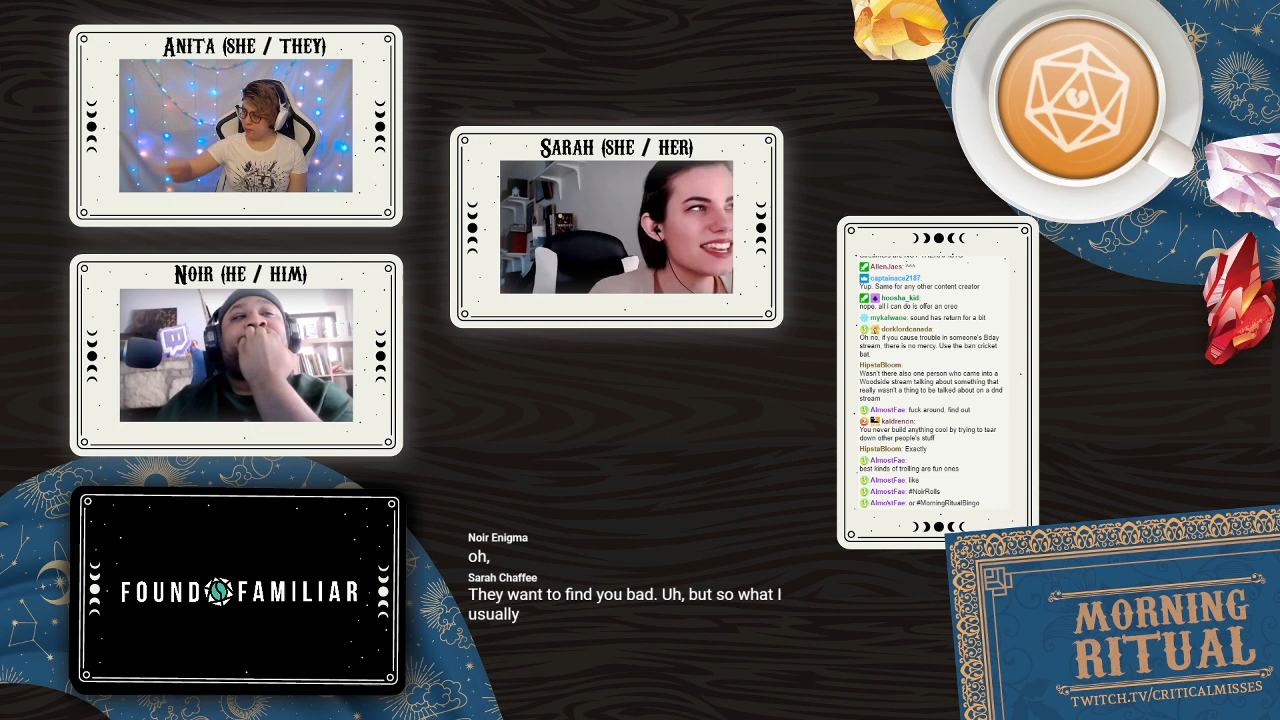 ANITA (SHE / THEY)
NOIR (HE / HIM)
SARAH (SHE / HER)
AlienJaes: ^^^
captainace2187:
Yup. Same for any other content creator
hoosha_kid:
nope, all i can do is offer an oreo
mykalwane: sound has return for a bit
dorklordcanada:
Oh no, if you cause trouble in someone's Bday
stream, there is no mercy. Use the ban cricket
bat.
HipstaBloom:
Wasn't there also one person who came into a
Woodside stream talking about something that
really wasn't a thing to be talked about on a dnd
stream
AlmostFae: fuck around, find out
kaldrenon:
You never build anything cool by trying to tear
down other people's stuff
HipstaBloom: Exactly
AlmostFae:
best kinds of trolling are fun ones
AlmostFae: like
AlmostFae: #NoirRolls
AlmostFae: or #MorningRitualBingo
FOUND FAMILIAR
Noir Enigma
oh,
Sarah Chaffee
They want to find you bad. Uh, but so what I
usually
MORNING
RITUAL
TWITCH.TV/CRITICALMISSES